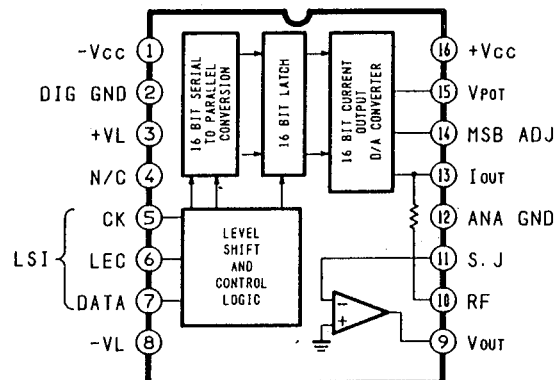 -Vcc 1
DIG GND 2
+VL 3
N/C 4
LSI
CK 5
LEC 6
DATA 7
-VL 8
16 BIT SERIAL
TO PARALLEL
CONVERSION
16 BIT LATCH
16 BIT CURRENT
OUTPUT
D/A CONVERTER
LEVEL
SHIFT
AND
CONTROL
LOGIC
-
+
16 +Vcc
15 VPOT
14 MSB ADJ
13 IOUT
12 ANA GND
11 S.J
10 RF
9 VOUT